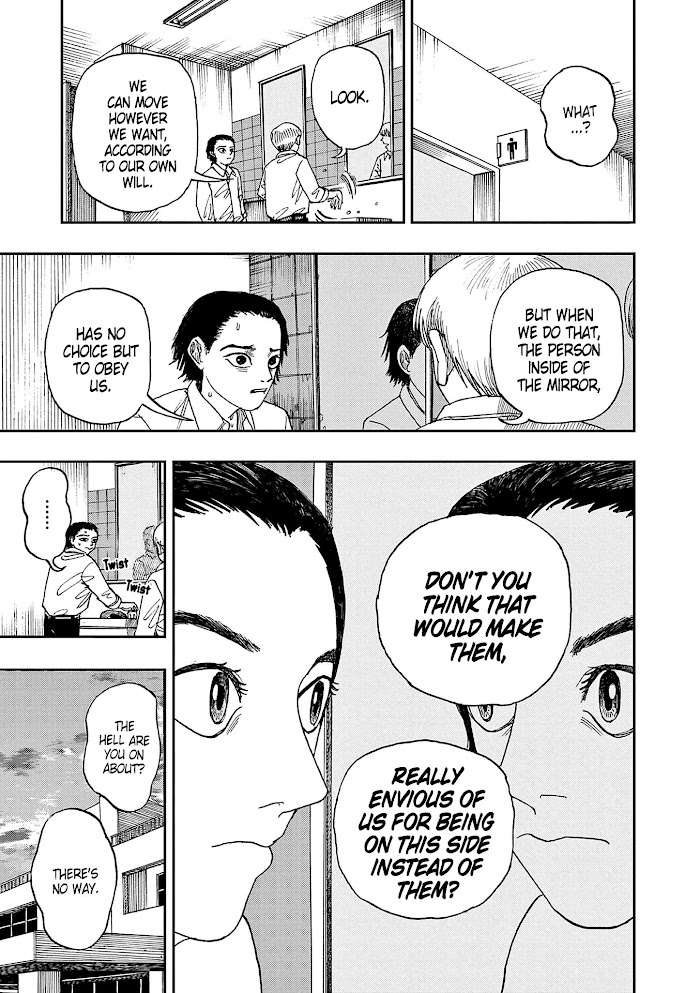 WHAT
...?
LOOK.
WE
CAN MOVE
HOWEVER
WE WANT,
ACCORDING
TO OUR OWN
WILL.
BUT WHEN
WE DO THAT,
THE PERSON
INSIDE OF
THE MIRROR,
HAS NO
CHOICE BUT
TO OBEY
US.
DON'T YOU
THINK THAT
WOULD MAKE
THEM,
REALLY
ENVIOUS OF
US FOR BEING
ON THIS SIDE
INSTEAD OF
THEM?
......
Twist
Twist
THE
HELL ARE
YOU ON
ABOUT?
THERE'S
NO WAY.